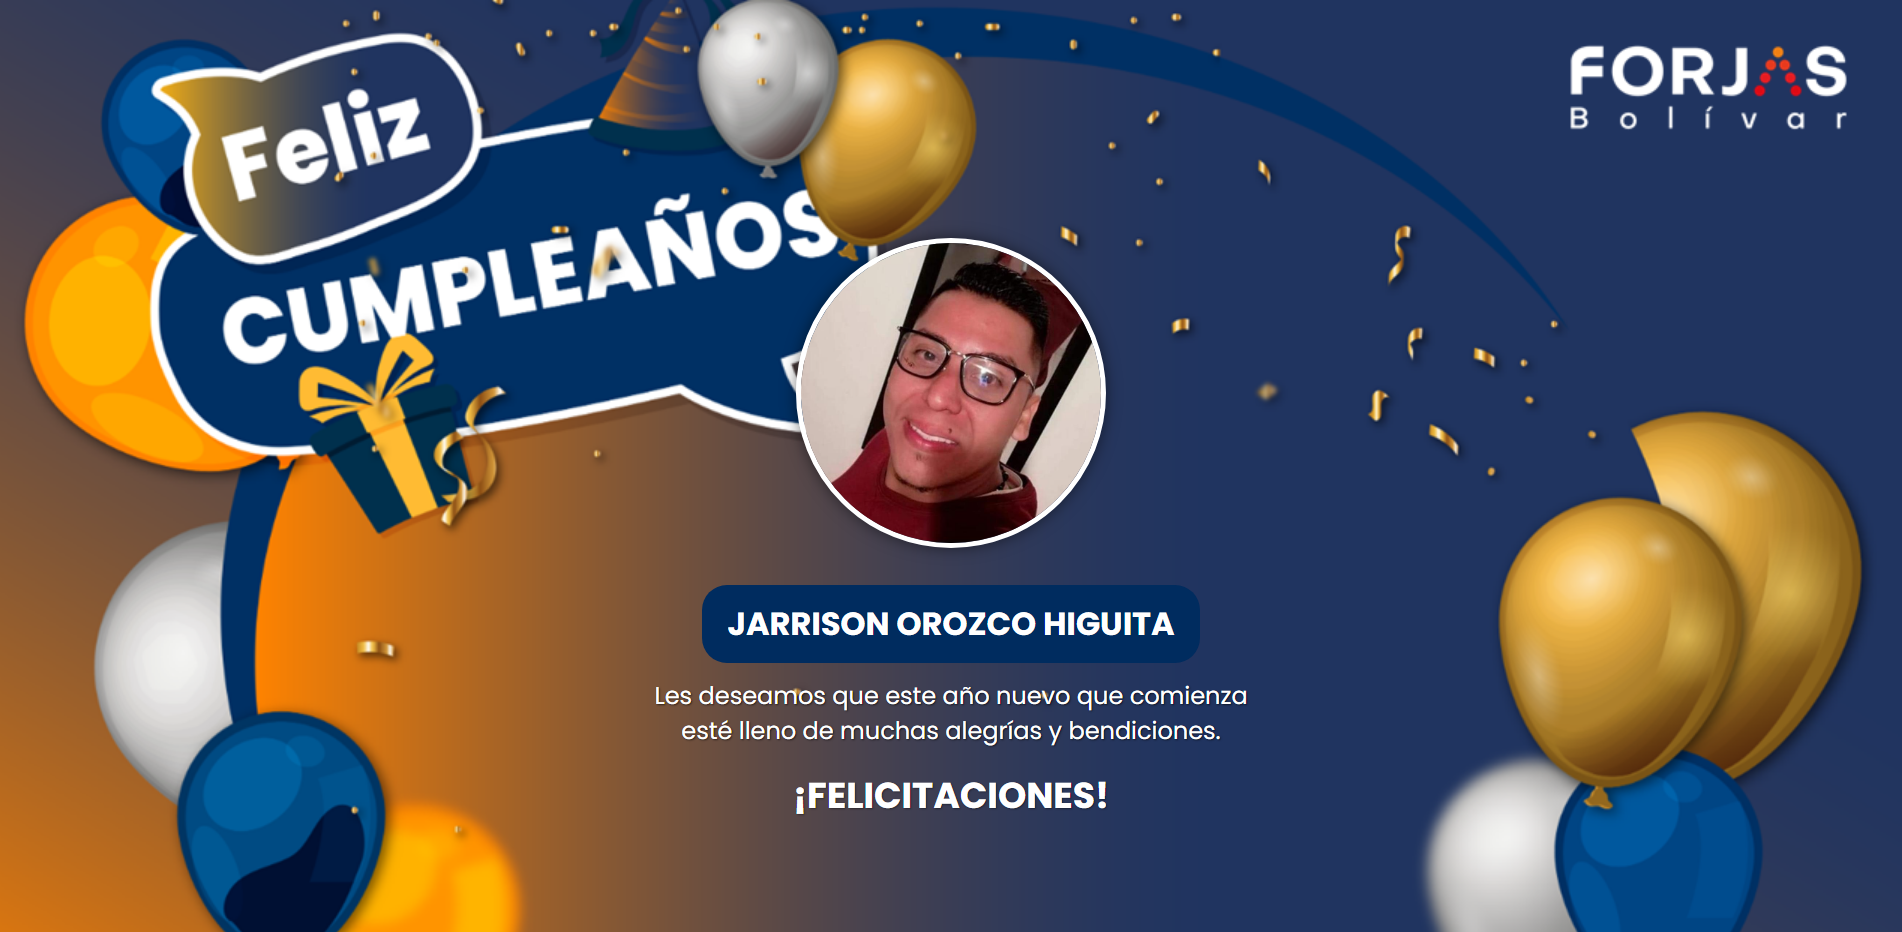 Feliz
CUMPLEAÑOS
FORJAS
Bolívar
JARRISON OROZCO HIGUITA
Les deseamos que este año nuevo que comienza
esté lleno de muchas alegrías y bendiciones.
¡FELICITACIONES!